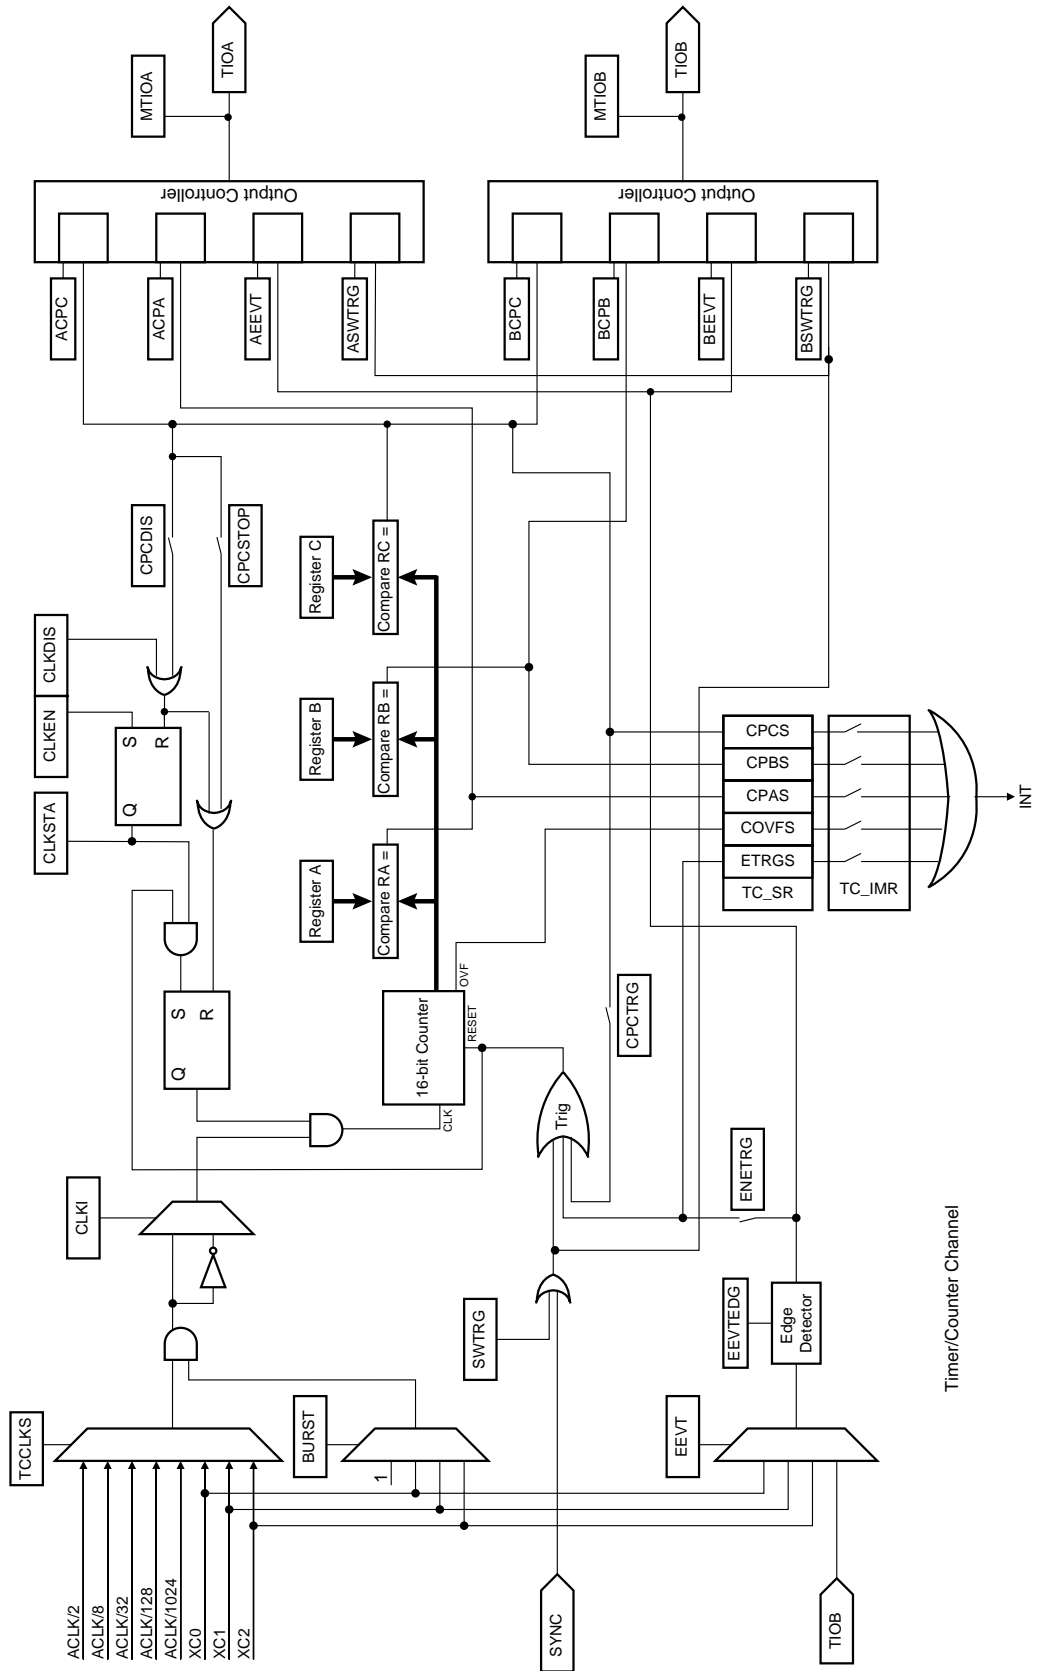 TCCLKS
ACLK/2
ACLK/8
ACLK/32
ACLK/128
ACLK/1024
XC0
XC1
XC2
CLKI
CLKSTA
CLKEN
CLKDIS
Q
S
R
Q
S
R
CPCDIS
CPCSTOP
ACPC
ACPA
AEEVT
ASWTRG
Output Controller
MTIOA
TIOA
BURST
1
Register A
Register B
Register C
Compare RA =
Compare RB =
Compare RC =
16-bit Counter
CLK
RESET
OVF
SWTRG
SYNC
Trig
CPCTRG
BCPC
BCPB
BEEVT
BSWTRG
Output Controller
MTIOB
TIOB
EEVT
TIOB
EEVTEDG
Edge
Detector
ENETRG
CPCS
CPBS
CPAS
COVFS
ETRGS
TC_SR
TC_IMR
INT
Timer/Counter Channel